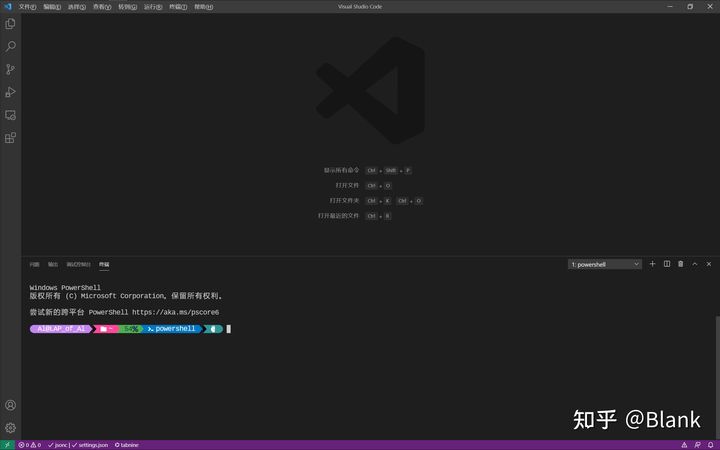 文件(F) 编辑(E) 选择(S) 查看(V) 转到(G) 运行(R) 终端(T) 帮助(H) Visual Studio Code
显示所有命令 Ctrl + Shift + P
打开文件 Ctrl + O
打开文件夹 Ctrl + K Ctrl + O
打开最近的文件 Ctrl + R
问题 输出 调试控制台 终端 1: powershell
Windows PowerShell
版权所有 (C) Microsoft Corporation。保留所有权利。
尝试新的跨平台 PowerShell https://aka.ms/pscore6
~ 54% powershell
知乎 @Blank
0 0 jsonc | settings.json tabnine